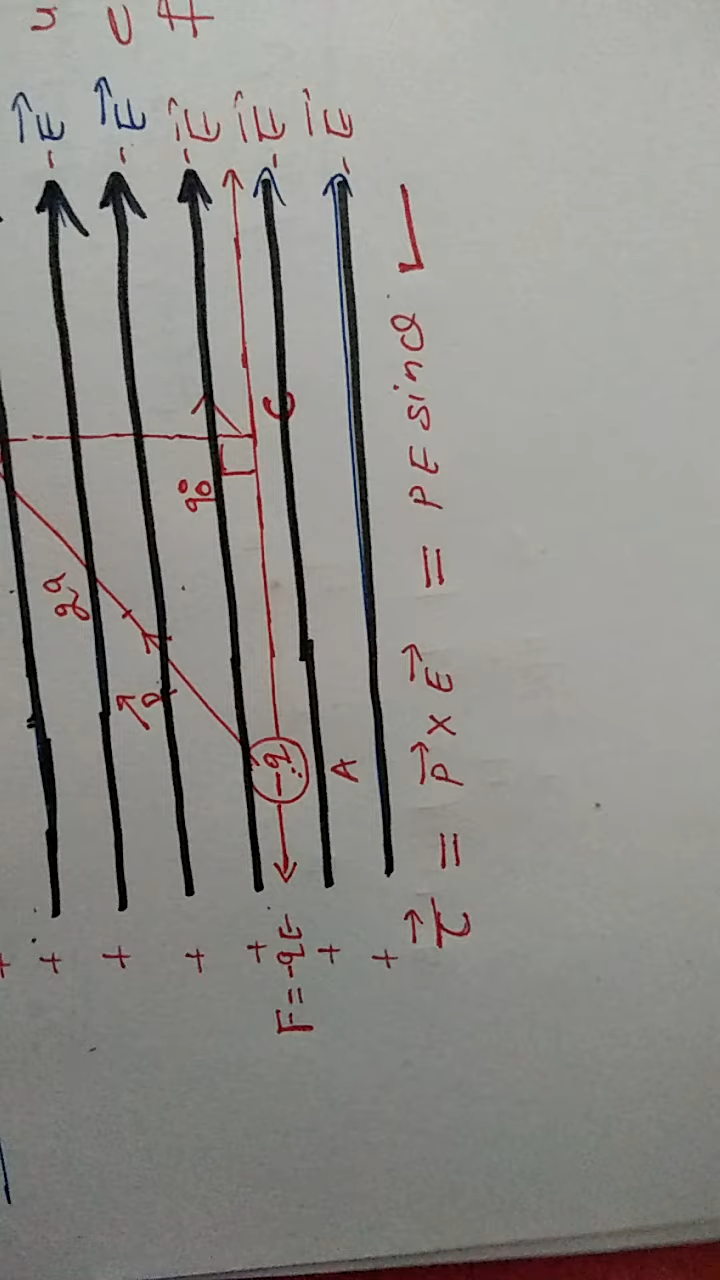 - E⃗
- E⃗
- E⃗
E⃗
- E⃗
- E⃗
2a
P⃗
90°
C
+
+
+
+
+
+
+
F = -qE
-q
A
τ⃗ = P⃗ × E⃗ = PE sinθ